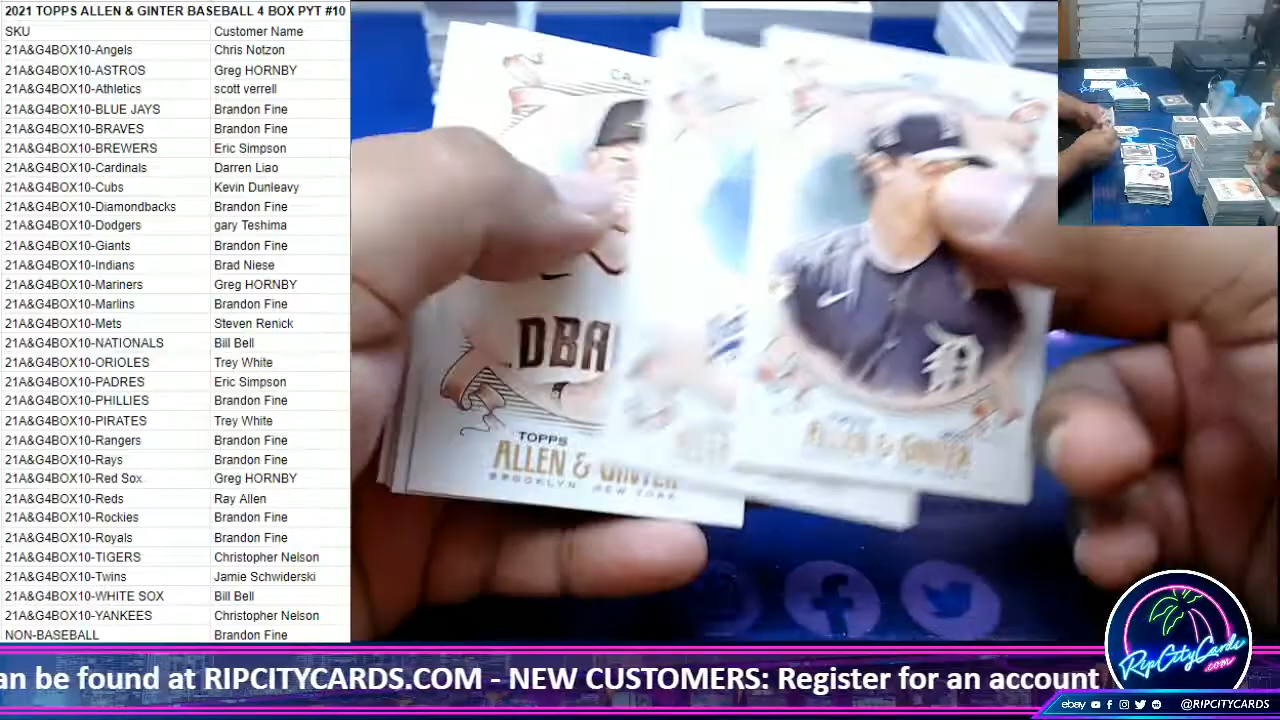 2021 TOPPS ALLEN & GINTER BASEBALL 4 BOX PYT #10
SKU Customer Name
21A&G4BOX10-Angels Chris Notzon
21A&G4BOX10-ASTROS Greg HORNBY
21A&G4BOX10-Athletics scott verrell
21A&G4BOX10-BLUE JAYS Brandon Fine
21A&G4BOX10-BRAVES Brandon Fine
21A&G4BOX10-BREWERS Eric Simpson
21A&G4BOX10-Cardinals Darren Liao
21A&G4BOX10-Cubs Kevin Dunleavy
21A&G4BOX10-Diamondbacks Brandon Fine
21A&G4BOX10-Dodgers gary Teshima
21A&G4BOX10-Giants Brandon Fine
21A&G4BOX10-Indians Brad Niese
21A&G4BOX10-Mariners Greg HORNBY
21A&G4BOX10-Marlins Brandon Fine
21A&G4BOX10-Mets Steven Renick
21A&G4BOX10-NATIONALS Bill Bell
21A&G4BOX10-ORIOLES Trey White
21A&G4BOX10-PADRES Eric Simpson
21A&G4BOX10-PHILLIES Brandon Fine
21A&G4BOX10-PIRATES Trey White
21A&G4BOX10-Rangers Brandon Fine
21A&G4BOX10-Rays Brandon Fine
21A&G4BOX10-Red Sox Greg HORNBY
21A&G4BOX10-Reds Ray Allen
21A&G4BOX10-Rockies Brandon Fine
21A&G4BOX10-Royals Brandon Fine
21A&G4BOX10-TIGERS Christopher Nelson
21A&G4BOX10-Twins Jamie Schwiderski
21A&G4BOX10-WHITE SOX Bill Bell
21A&G4BOX10-YANKEES Christopher Nelson
NON-BASEBALL Brandon Fine
DBA
TOPPS
ALLEN & GINTER
BROOKLYN NEW YORK
ALLEN & GINTER
D
an be found at RIPCITYCARDS.COM - NEW CUSTOMERS: Register for an account
RipCityCards
.com
ebay @RIPCITYCARDS